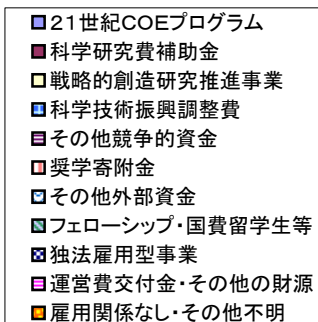 21世紀COEプログラム
科学研究費補助金
戦略的創造研究推進事業
科学技術振興調整費
その他競争的資金
奨学寄附金
その他外部資金
フェローシップ・国費留学生等
独法雇用型事業
運営費交付金・その他の財源
雇用関係なし・その他不明